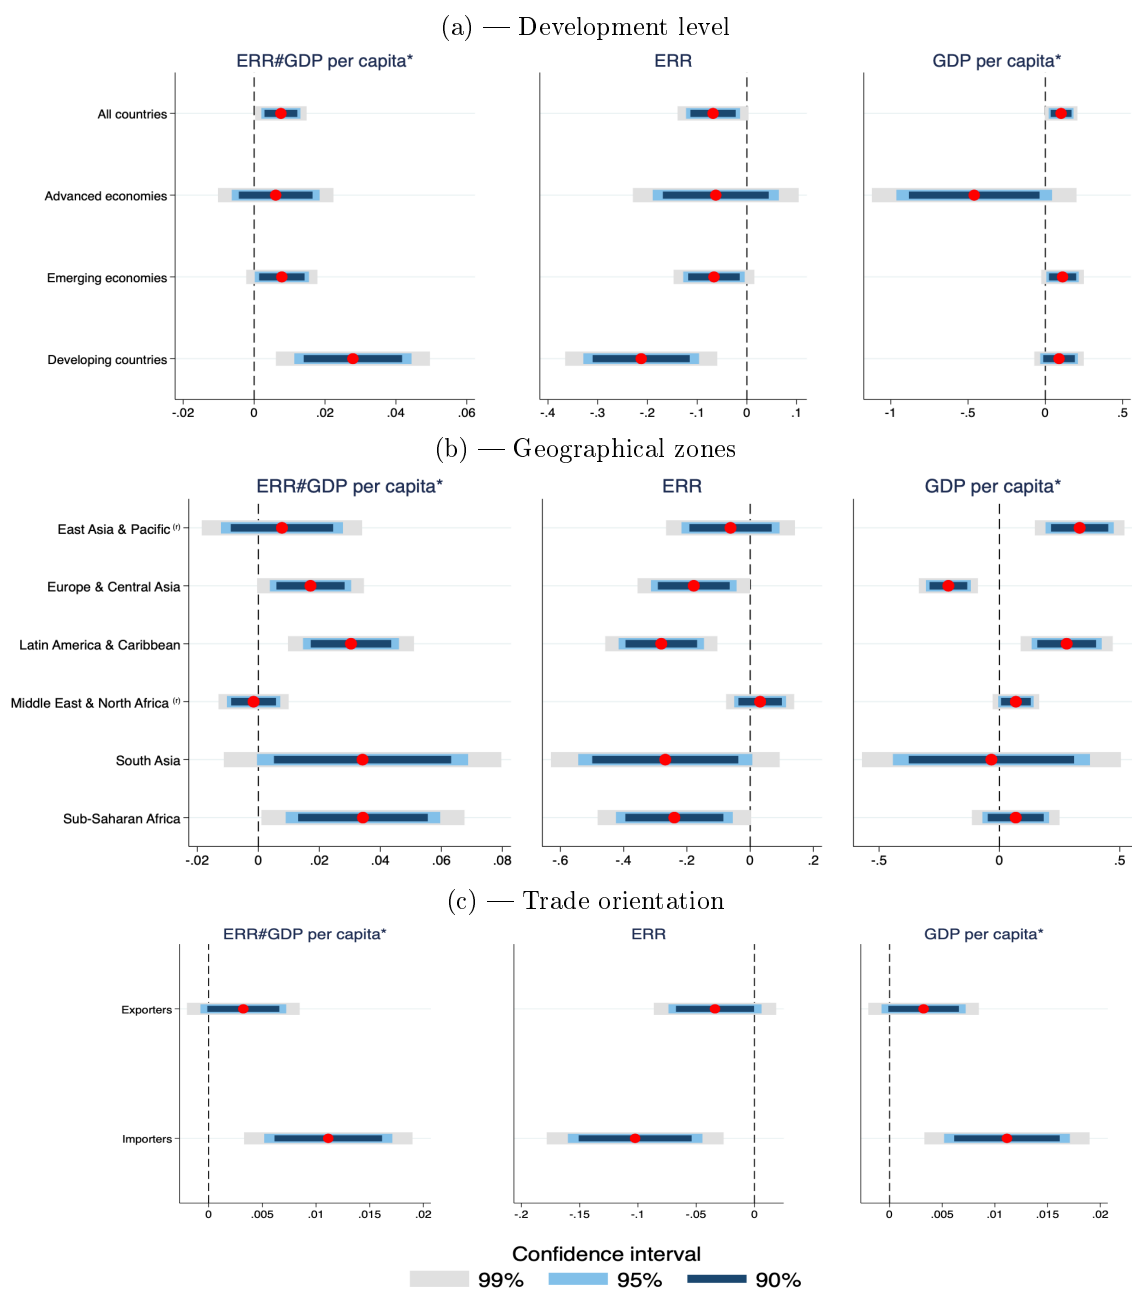 (a) — Development level
ERR#GDP per capita* ERR GDP per capita*
All countries
Advanced economies
Emerging economies
Developing countries
-.02 0 .02 .04 .06 -.4 -.3 -.2 -.1 0 .1 -1 -.5 0 .5
(b) — Geographical zones
ERR#GDP per capita* ERR GDP per capita*
East Asia & Pacific (r)
Europe & Central Asia
Latin America & Caribbean
Middle East & North Africa (r)
South Asia
Sub-Saharan Africa
-.02 0 .02 .04 .06 .08 -.6 -.4 -.2 0 .2 -.5 0 .5
(c) — Trade orientation
ERR#GDP per capita* ERR GDP per capita*
Exporters
Importers
0 .005 .01 .015 .02 -.2 -.15 -.1 -.05 0 0 .005 .01 .015 .02
Confidence interval
99% 95% 90%